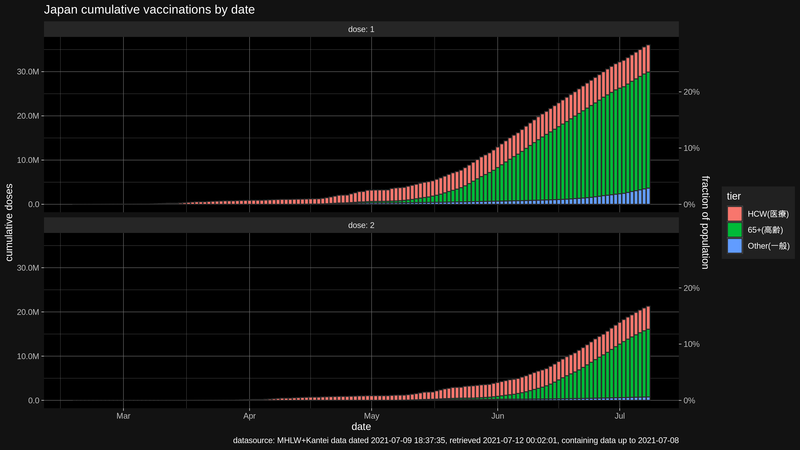 Japan cumulative vaccinations by date
dose: 1
30.0M
20.0M
10.0M
0.0
20%
10%
0%
dose: 2
30.0M
20.0M
10.0M
0.0
20%
10%
0%
cumulative doses
fraction of population
Mar Apr May Jun Jul
date
tier
HCW(医療)
65+(高齢)
Other(一般)
datasource: MHLW+Kantei data dated 2021-07-09 18:37:35, retrieved 2021-07-12 00:02:01, containing data up to 2021-07-08